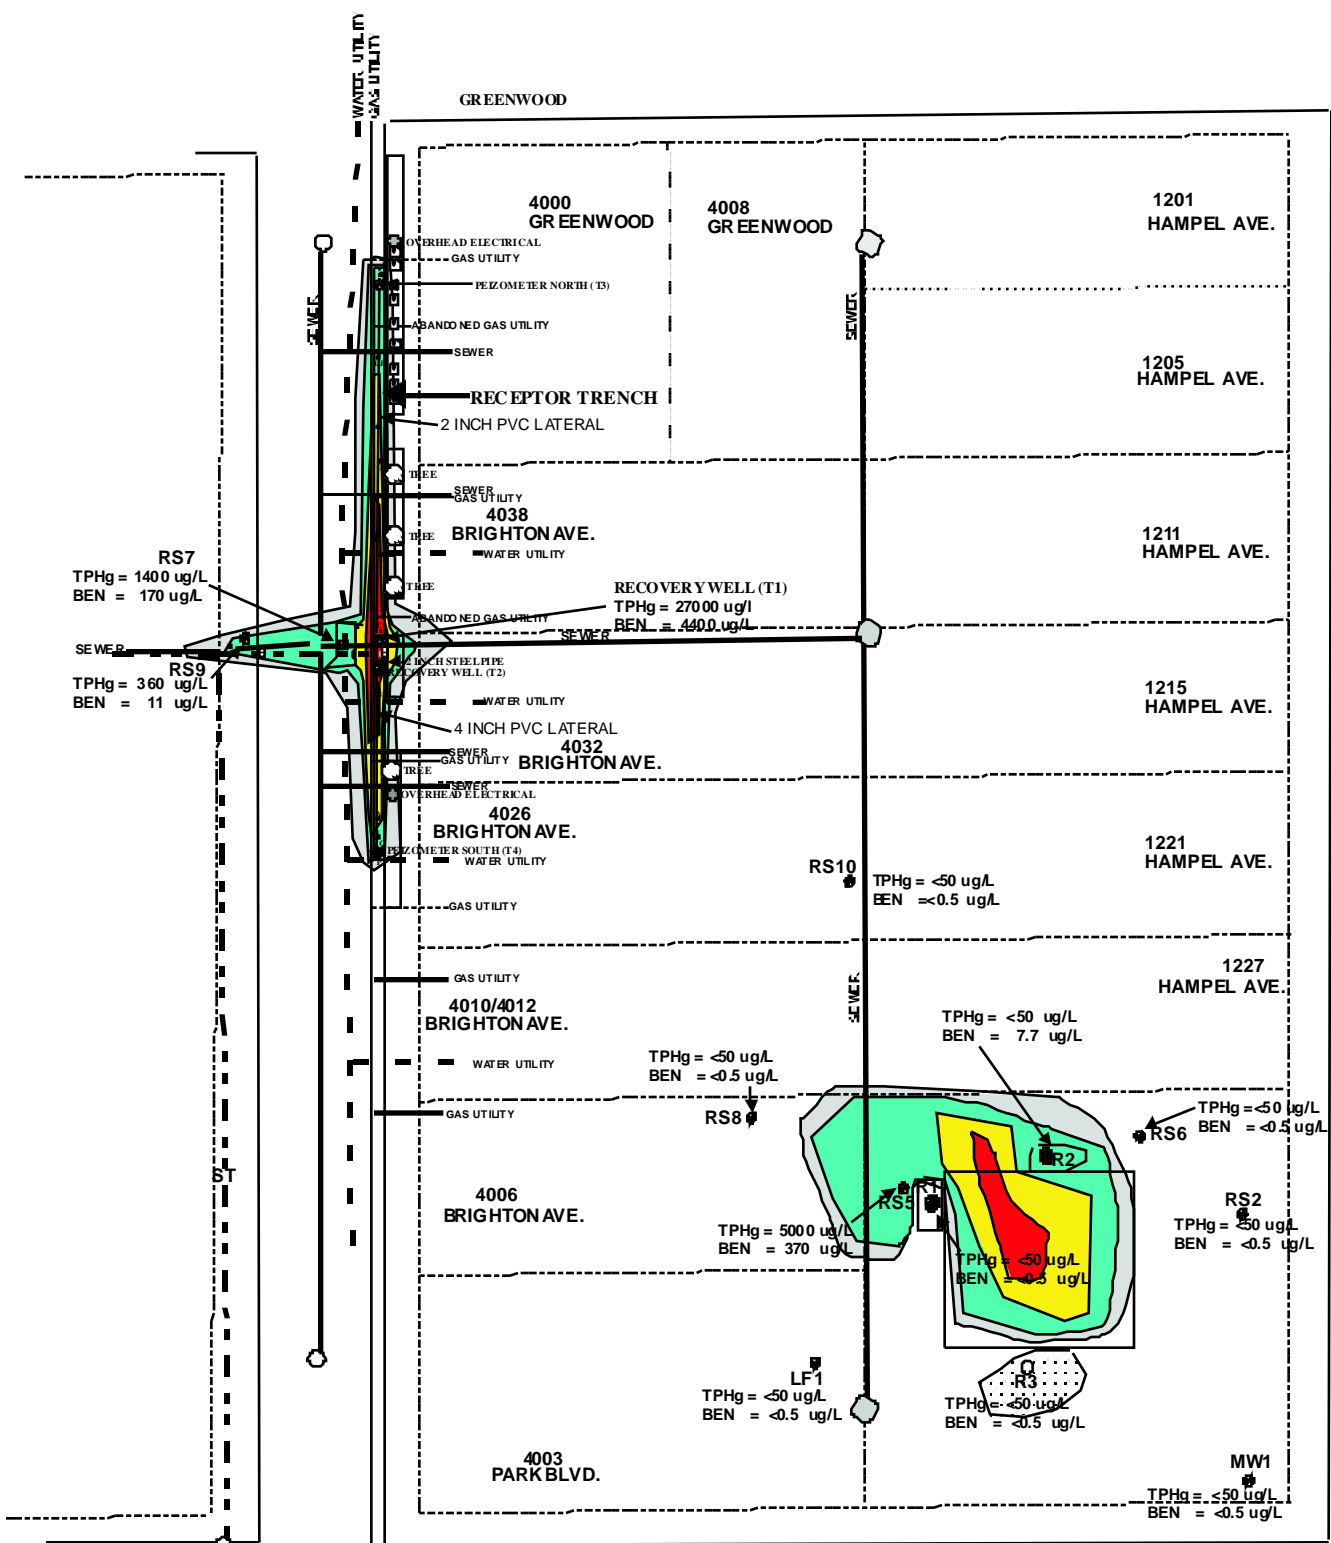 WATER UTILITY
GAS UTILITY
GREENWOOD
4000
GREENWOOD
4008
GREENWOOD
1201
HAMPEL AVE.
OVERHEAD ELECTRICAL
GAS UTILITY
PEIZOMETER NORTH (T3)
SEWER
SEWER
ABANDONED GAS UTILITY
SEWER
1205
HAMPEL AVE.
RECEPTOR TRENCH
2 INCH PVC LATERAL
TREE
SEWER
GAS UTILITY
4038
BRIGHTON AVE.
TREE
WATER UTILITY
1211
HAMPEL AVE.
RS7
TPHg = 1400 ug/L
BEN = 170 ug/L
TREE
RECOVERY WELL (T1)
TPHg = 27000 ug/l
BEN = 4400 ug/L
ABANDONED GAS UTILITY
SEWER
SEWER
RS9
TPHg = 360 ug/L
BEN = 11 ug/L
2 INCH STEEL PIPE
RECOVERY WELL (T2)
WATER UTILITY
1215
HAMPEL AVE.
4 INCH PVC LATERAL
SEWER
GAS UTILITY
4032
BRIGHTON AVE.
TREE
SEWER
OVERHEAD ELECTRICAL
4026
BRIGHTON AVE.
PEIZOMETER SOUTH (T4)
WATER UTILITY
1221
HAMPEL AVE.
RS10
TPHg = <50 ug/L
BEN =<0.5 ug/L
GAS UTILITY
GAS UTILITY
SEWER
1227
HAMPEL AVE.
4010/4012
BRIGHTON AVE.
TPHg = <50 ug/L
BEN = 7.7 ug/L
WATER UTILITY
TPHg = <50 ug/L
BEN = <0.5 ug/L
GAS UTILITY
RS8
TPHg =<50 ug/L
BEN = <0.5 ug/L
RS6
R2
ST
4006
BRIGHTON AVE.
RS5
R1
RS2
TPHg = <50 ug/L
BEN = <0.5 ug/L
TPHg = 5000 ug/L
BEN = 370 ug/L
TPHg = <50 ug/L
BEN = <0.5 ug/L
LF1
TPHg = <50 ug/L
BEN = <0.5 ug/L
R3
TPHg = <50 ug/L
BEN = <0.5 ug/L
4003
PARK BLVD.
MW1
TPHg = <50 ug/L
BEN = <0.5 ug/L